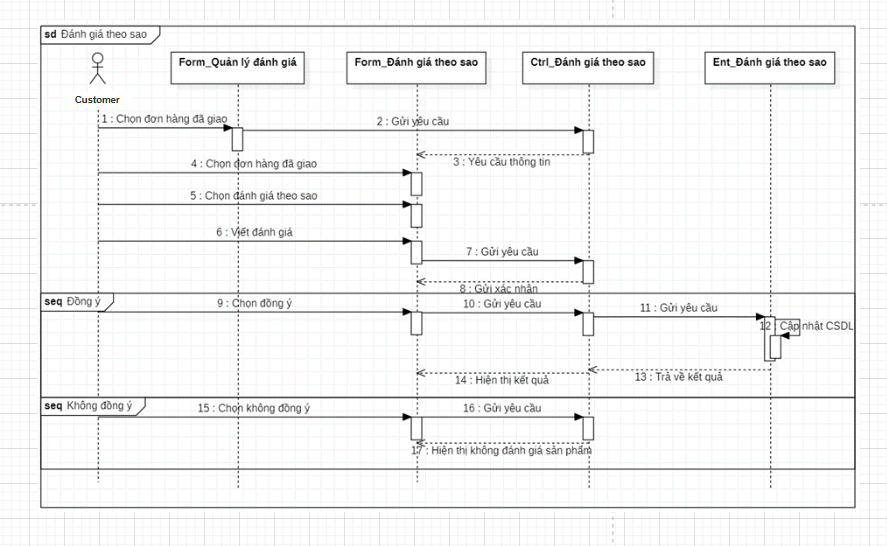 sd Đánh giá theo sao
Form_Quản lý đánh giá
Form_Đánh giá theo sao
Ctrl_Đánh giá theo sao
Ent_Đánh giá theo sao
Customer
1 : Chọn đơn hàng đã giao
2 : Gửi yêu cầu
3 : Yêu cầu thông tin
4 : Chọn đơn hàng đã giao
5 : Chọn đánh giá theo sao
6 : Viết đánh giá
7 : Gửi yêu cầu
8 : Gửi xác nhận
seq Đồng ý
9 : Chọn đồng ý
10 : Gửi yêu cầu
11 : Gửi yêu cầu
12 : Cập nhật CSDL
13 : Trả về kết quả
14 : Hiện thị kết quả
seq Không đồng ý
15 : Chọn không đồng ý
16 : Gửi yêu cầu
17 : Hiện thị không đánh giá sản phẩm